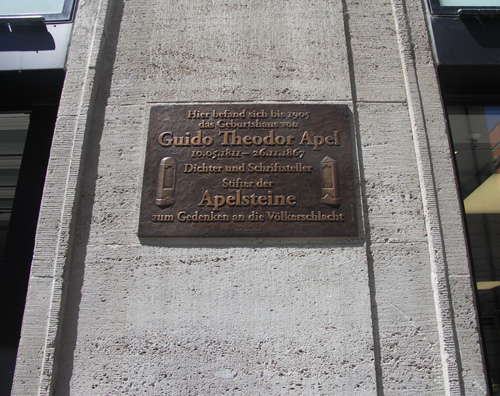 Hier befand sich bis 1905
das Geburtshaus von
Guido Theodor Apel
10.05.1811 – 26.11.1867
Dichter und Schriftsteller
Stifter der
Apelsteine
zum Gedenken an die Völkerschlacht